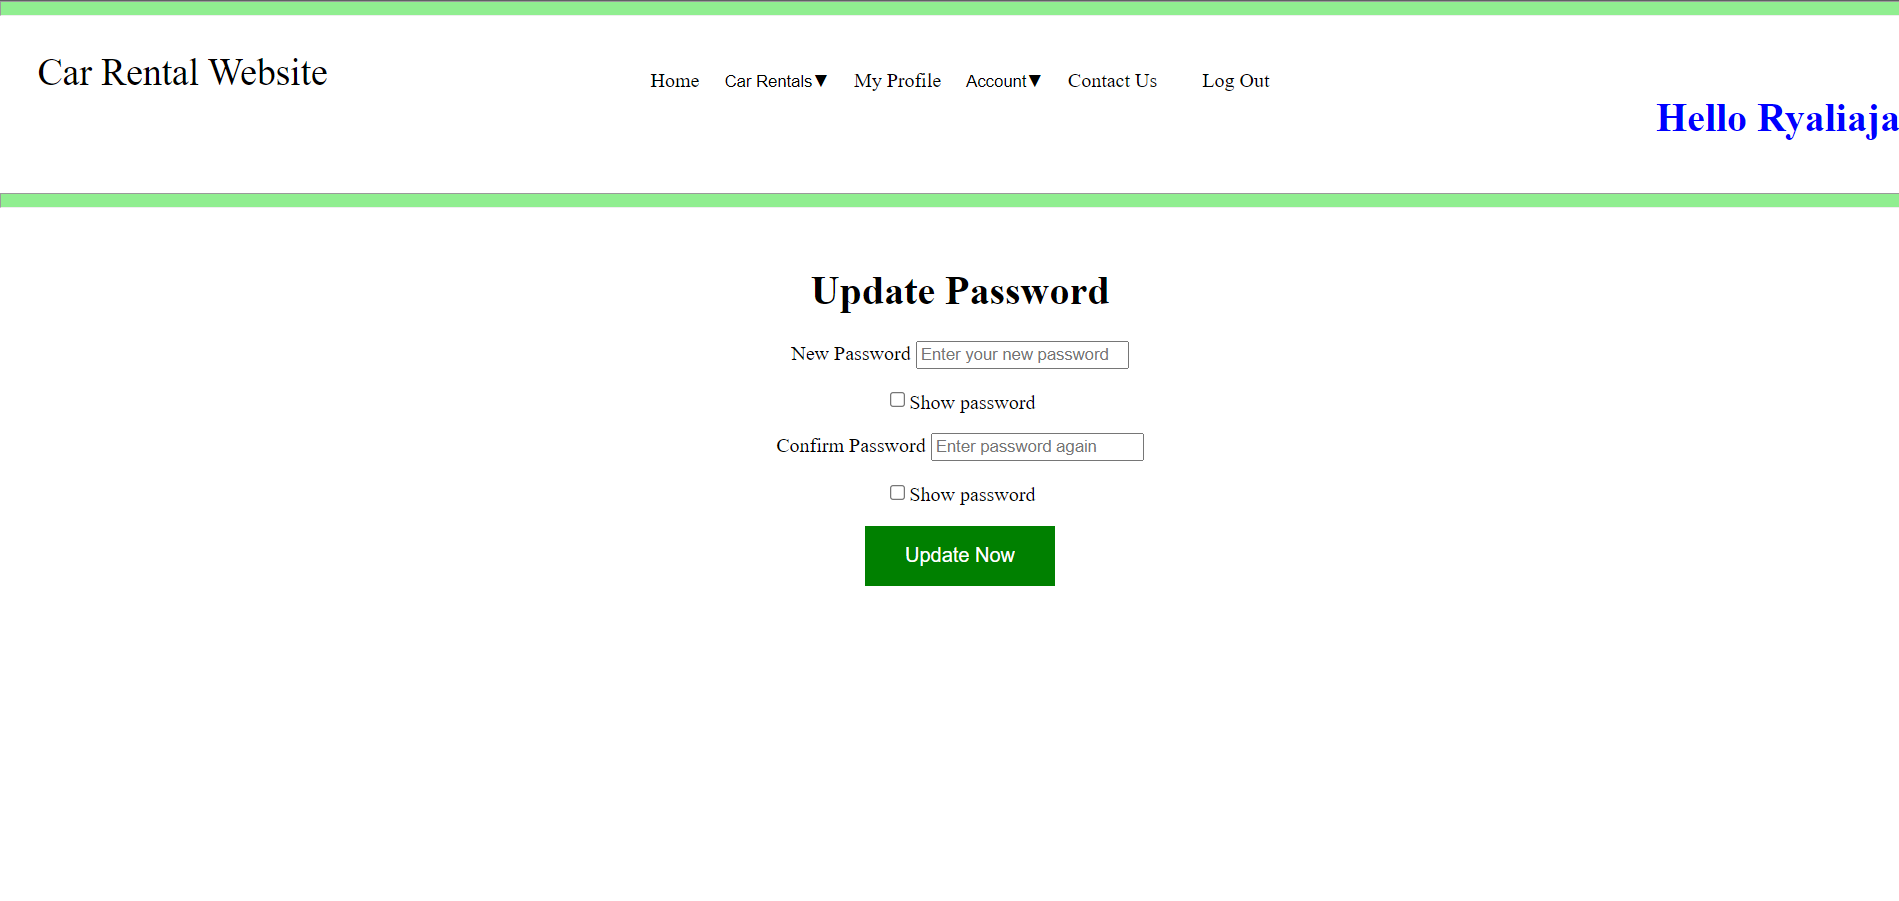 Car Rental Website
Home Car Rentals▼ My Profile Account▼ Contact Us Log Out
Hello Ryaliaja
Update Password
New Password Enter your new password
Show password
Confirm Password Enter password again
Show password
Update Now